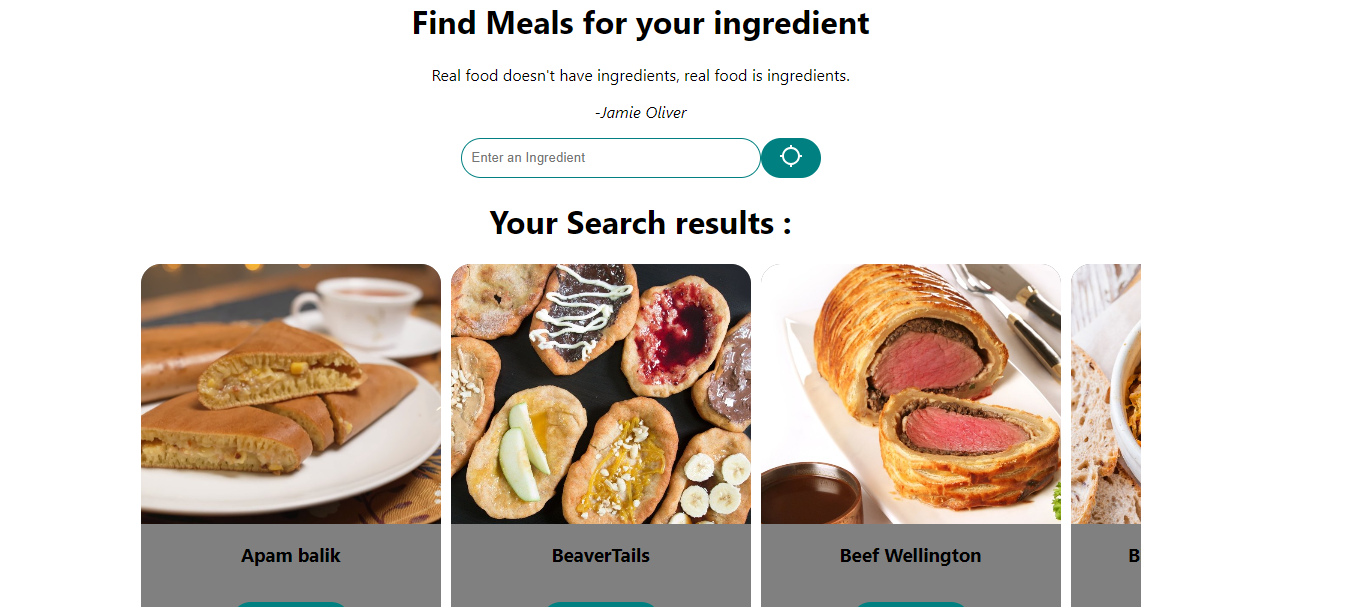 Find Meals for your ingredient
Real food doesn't have ingredients, real food is ingredients.
-Jamie Oliver
Enter an Ingredient
Your Search results :
Apam balik
BeaverTails
Beef Wellington
B